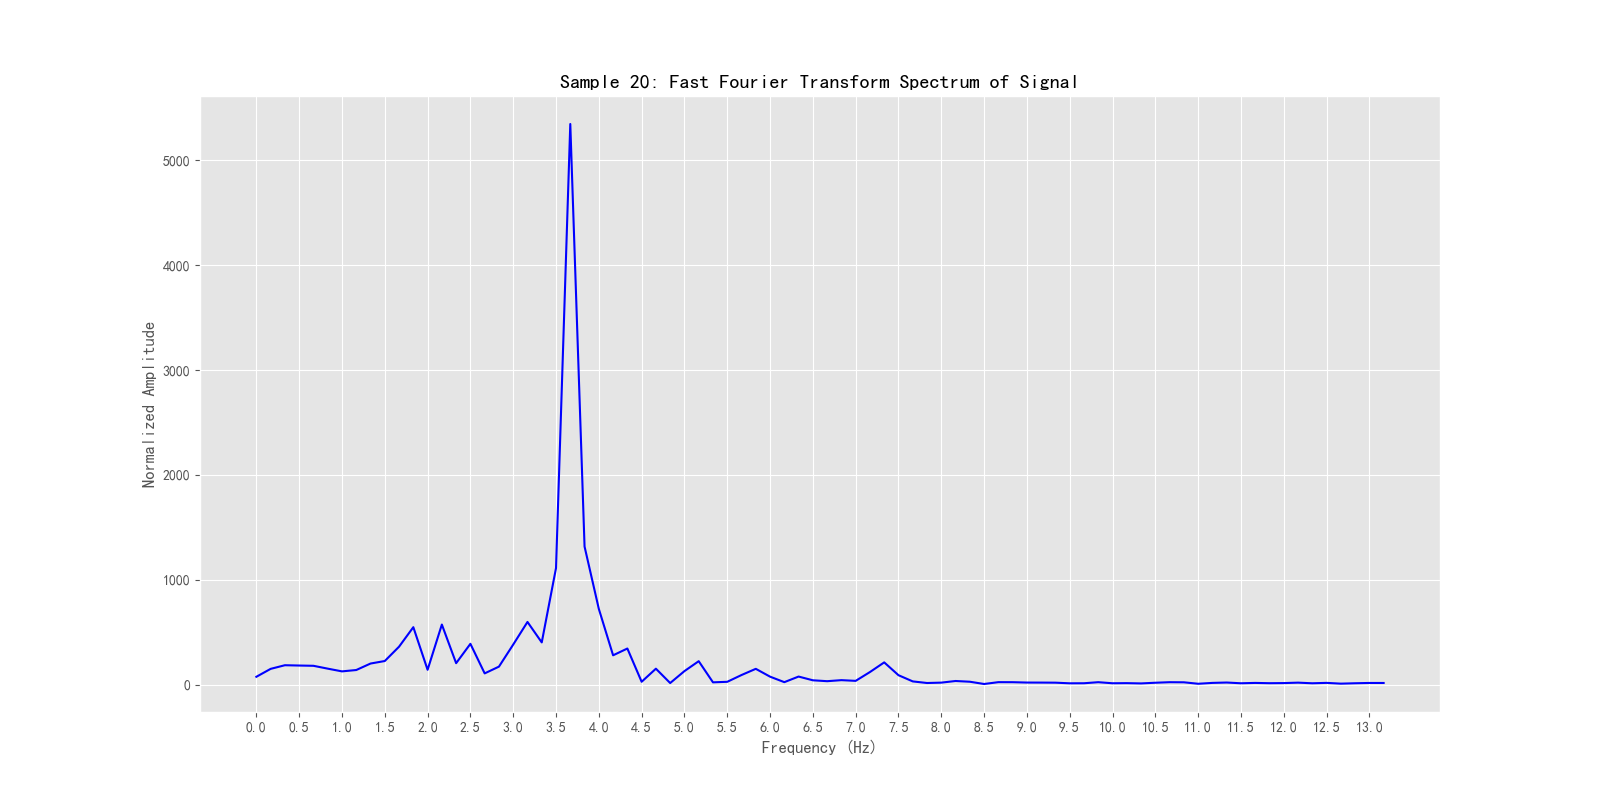 Sample 20: Fast Fourier Transform Spectrum of Signal
5000
4000
3000
2000
1000
0
Normalized Amplitude
0.0 0.5 1.0 1.5 2.0 2.5 3.0 3.5 4.0 4.5 5.0 5.5 6.0 6.5 7.0 7.5 8.0 8.5 9.0 9.5 10.0 10.5 11.0 11.5 12.0 12.5 13.0
Frequency (Hz)